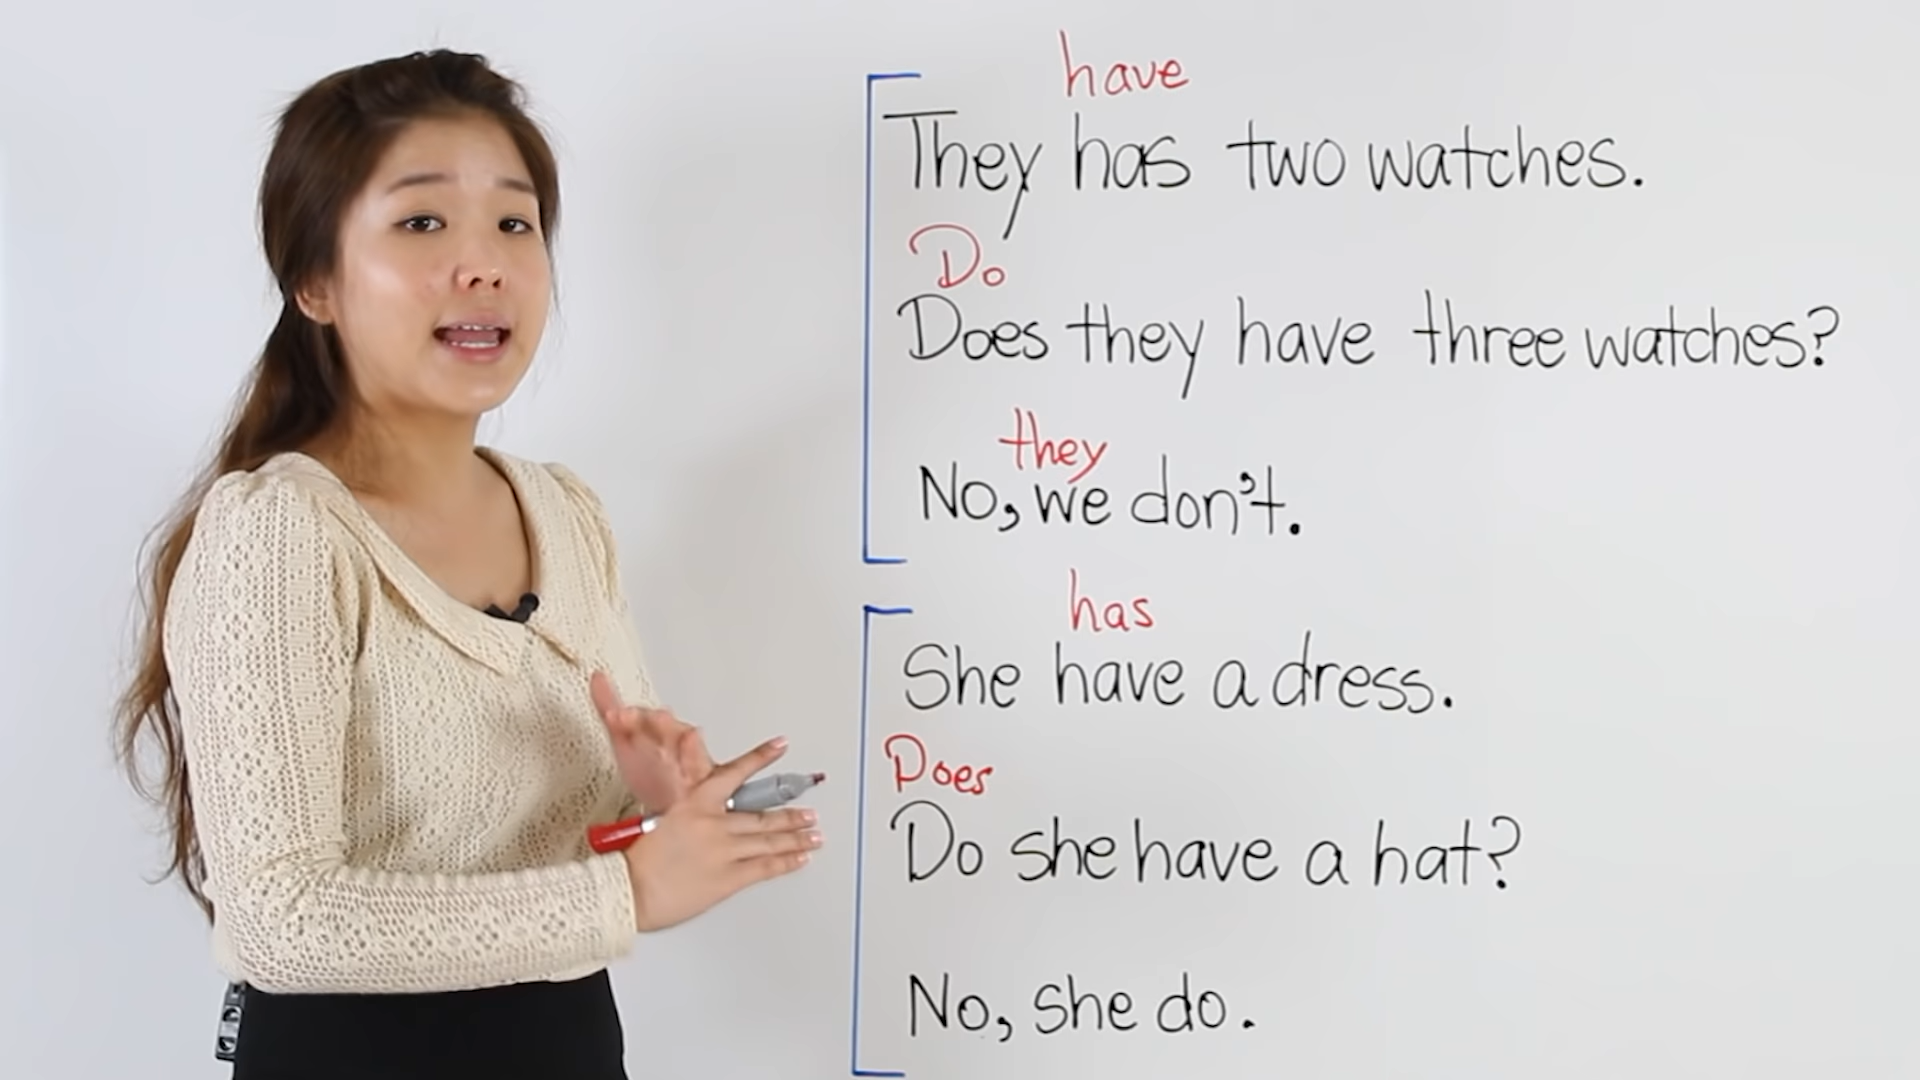 have
They has two watches.
Do
Does they have three watches?
they
No, we don't.
has
She have a dress.
Does
Do she have a hat?
No, she do.